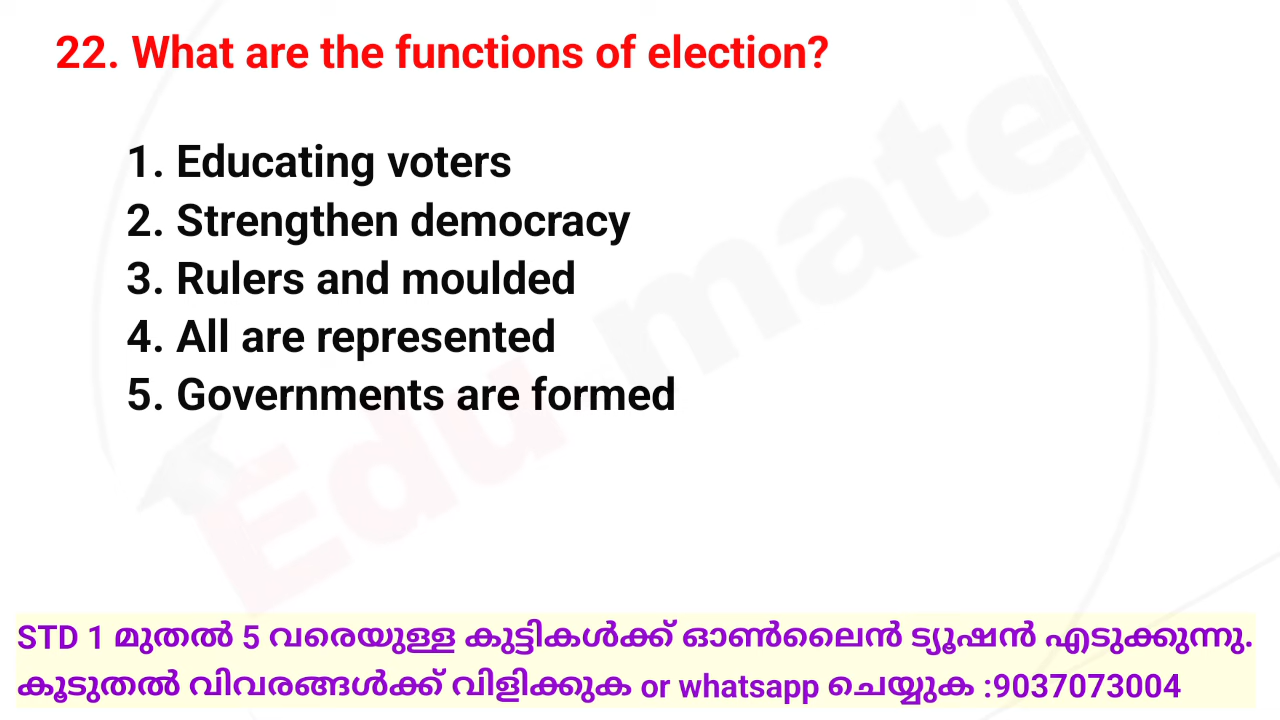 22. What are the functions of election?
1. Educating voters
2. Strengthen democracy
3. Rulers and moulded
4. All are represented
5. Governments are formed
Edu-mate
STD 1 മുതൽ 5 വരെയുള്ള കുട്ടികൾക്ക് ഓൺലൈൻ ട്യൂഷൻ എടുക്കുന്നു.
കൂടുതൽ വിവരങ്ങൾക്ക് വിളിക്കുക or whatsapp ചെയ്യുക :9037073004